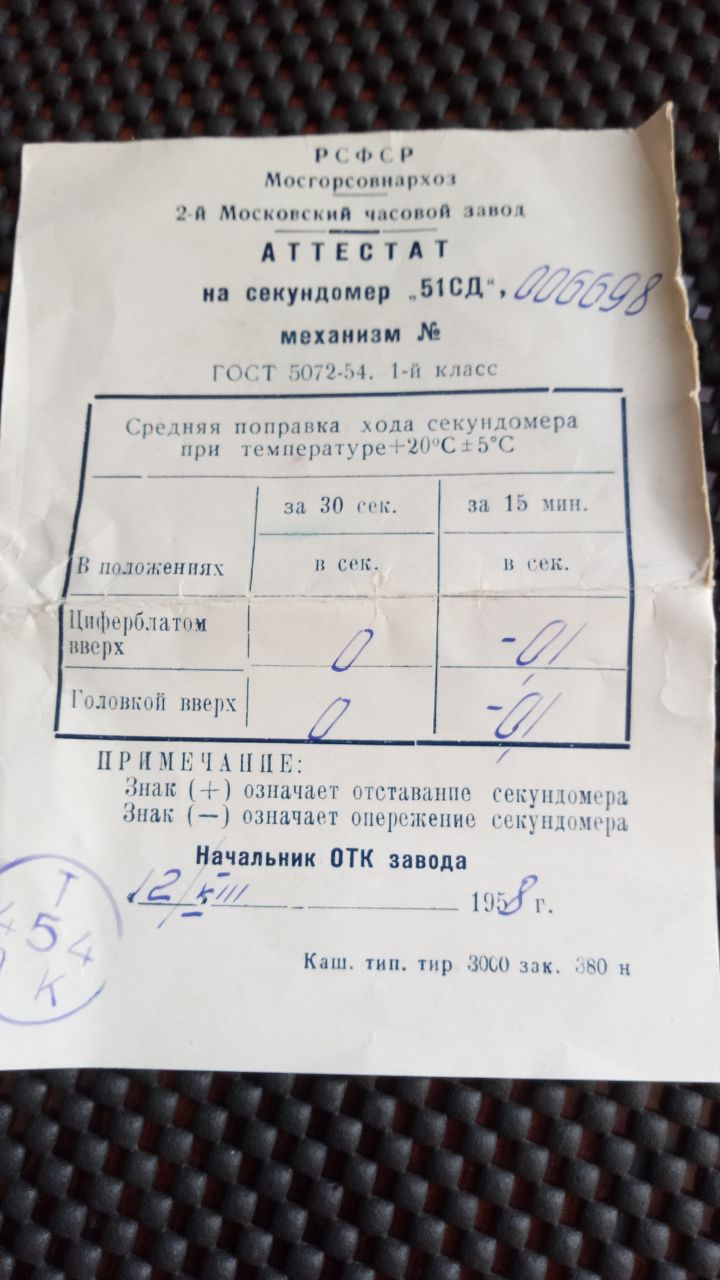 РСФСР
Мосгорсовнархоз
2-й Московский часовой завод
АТТЕСТАТ
на секундомер „51СД“, 006698
механизм №
ГОСТ 5072-54. 1-й класс
Средняя поправка хода секундомера
при температуре+20°С±5°С
за 30 сек. за 15 мин.
В положениях в сек. в сек.
Циферблатом вверх 0 -0,1
Головкой вверх 0 -0,1
ПРИМЕЧАНИЕ:
Знак (+) означает отставание секундомера
Знак (—) означает опережение секундомера
Начальник ОТК завода
12/VIII 1958 г.
Т
454
К
Каш. тип. тир 3000 зак. 380 н